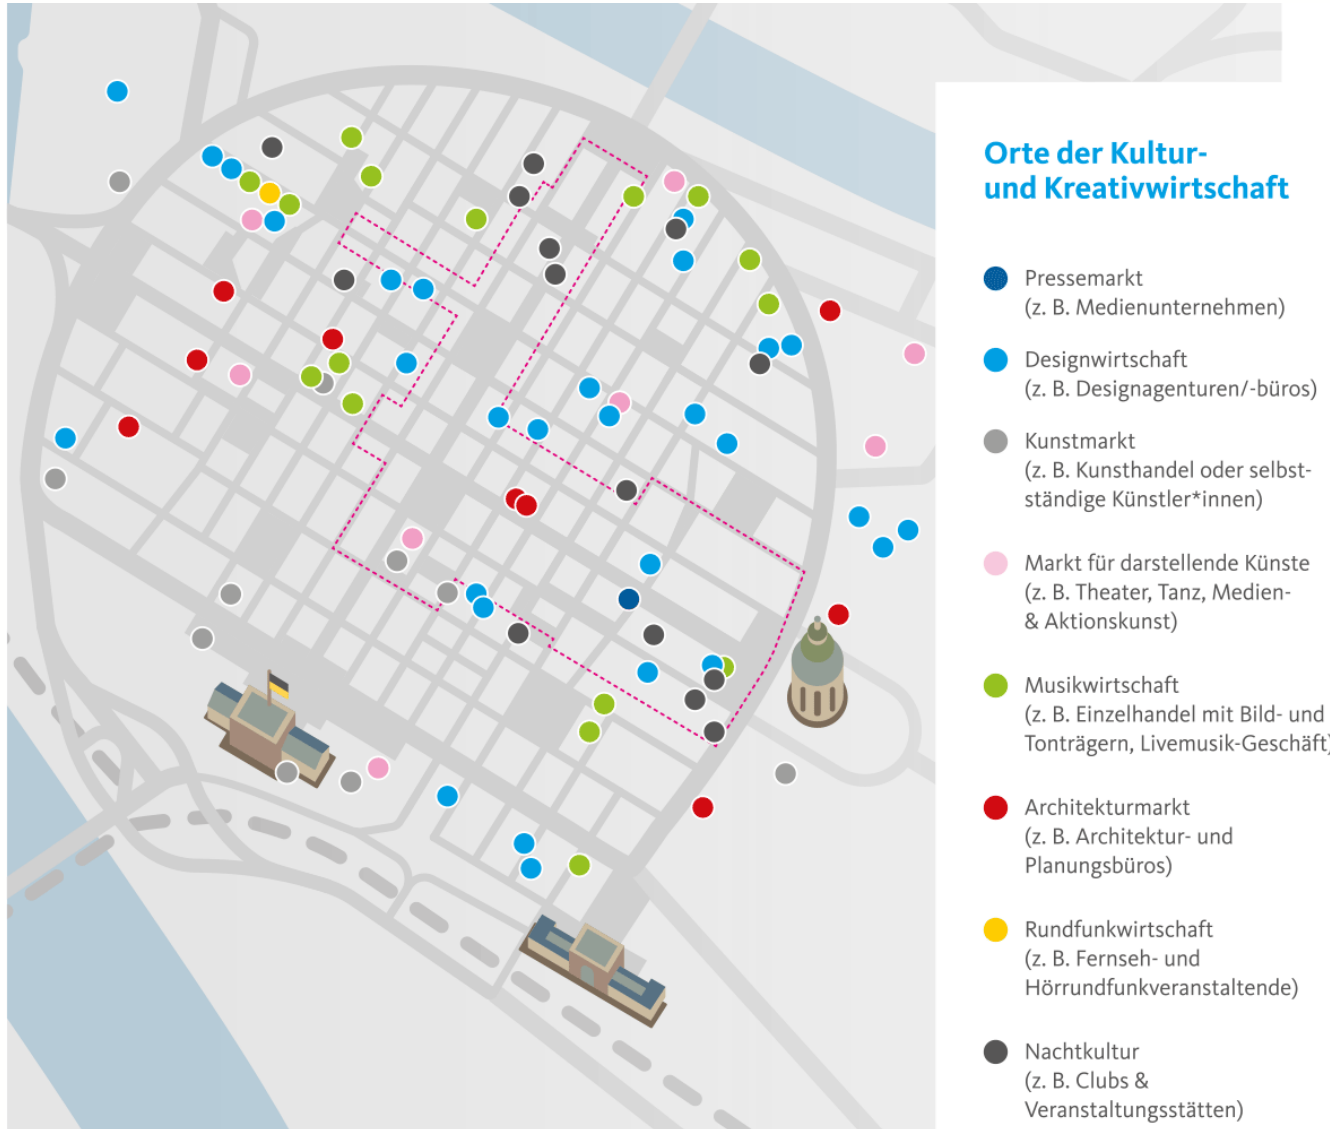 Orte der Kultur-
und Kreativwirtschaft
Pressemarkt
(z. B. Medienunternehmen)
Designwirtschaft
(z. B. Designagenturen/-büros)
Kunstmarkt
(z. B. Kunsthandel oder selbst-
ständige Künstler*innen)
Markt für darstellende Künste
(z. B. Theater, Tanz, Medien-
& Aktionskunst)
Musikwirtschaft
(z. B. Einzelhandel mit Bild- und
Tonträgern, Livemusik-Geschäft)
Architekturmarkt
(z. B. Architektur- und
Planungsbüros)
Rundfunkwirtschaft
(z. B. Fernseh- und
Hörrundfunkveranstaltende)
Nachtkultur
(z. B. Clubs &
Veranstaltungsstätten)